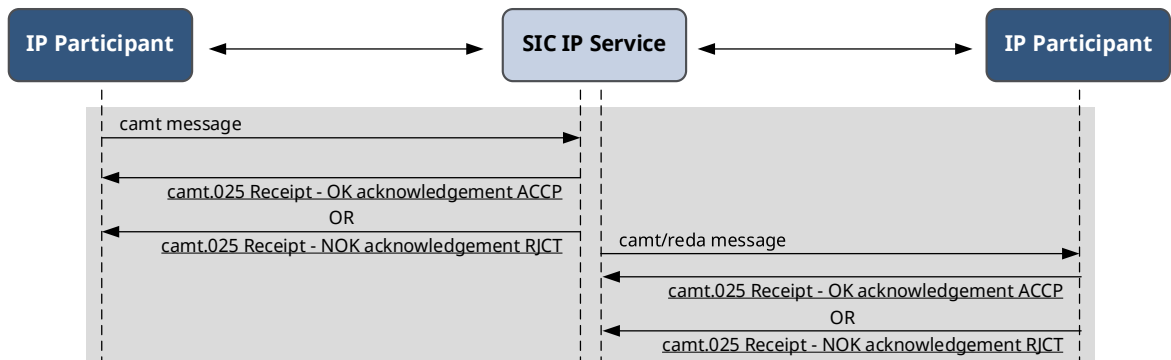 IP Participant
SIC IP Service
IP Participant
camt message
camt.025 Receipt - OK acknowledgement ACCP
OR
camt.025 Receipt - NOK acknowledgement RJCT
camt/reda message
camt.025 Receipt - OK acknowledgement ACCP
OR
camt.025 Receipt - NOK acknowledgement RJCT